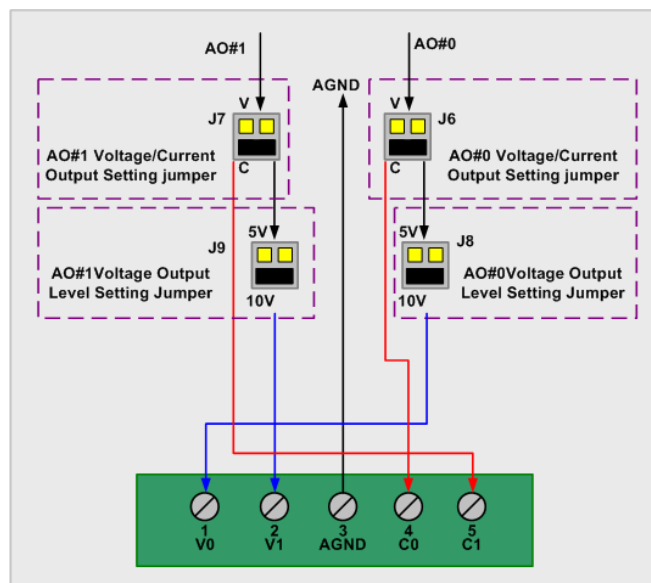 AO#1
AO#0
AGND
V
J7
AO#1 Voltage/Current
Output Setting jumper
C
V
J6
AO#0 Voltage/Current
Output Setting jumper
C
5V
J9
AO#1Voltage Output
Level Setting Jumper
10V
5V
J8
AO#0Voltage Output
Level Setting Jumper
10V
1
V0
2
V1
3
AGND
4
C0
5
C1